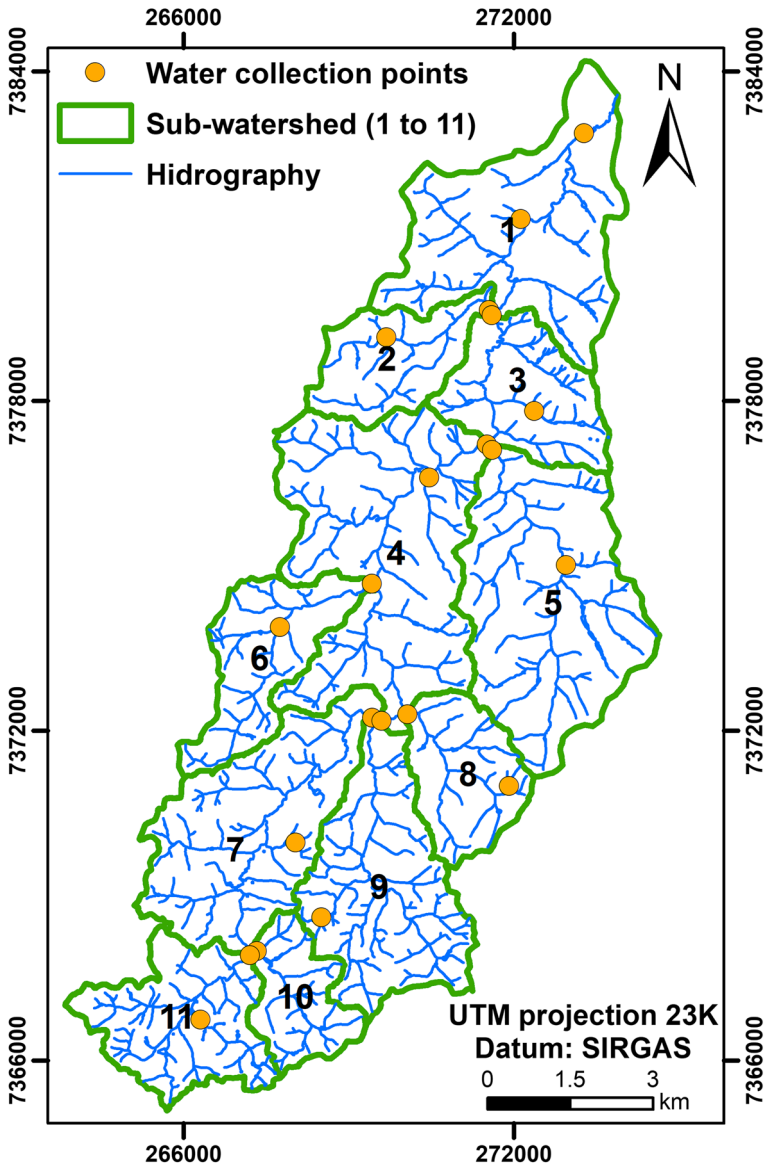 266000 272000
7384000 7384000
Water collection points
N
Sub-watershed (1 to 11)
Hidrography
1
2
3
7378000 7378000
4
5
6
7372000 7372000
8
7
9
10
11
UTM projection 23K
Datum: SIRGAS
7366000 7366000
0 1.5 3
km
266000 272000